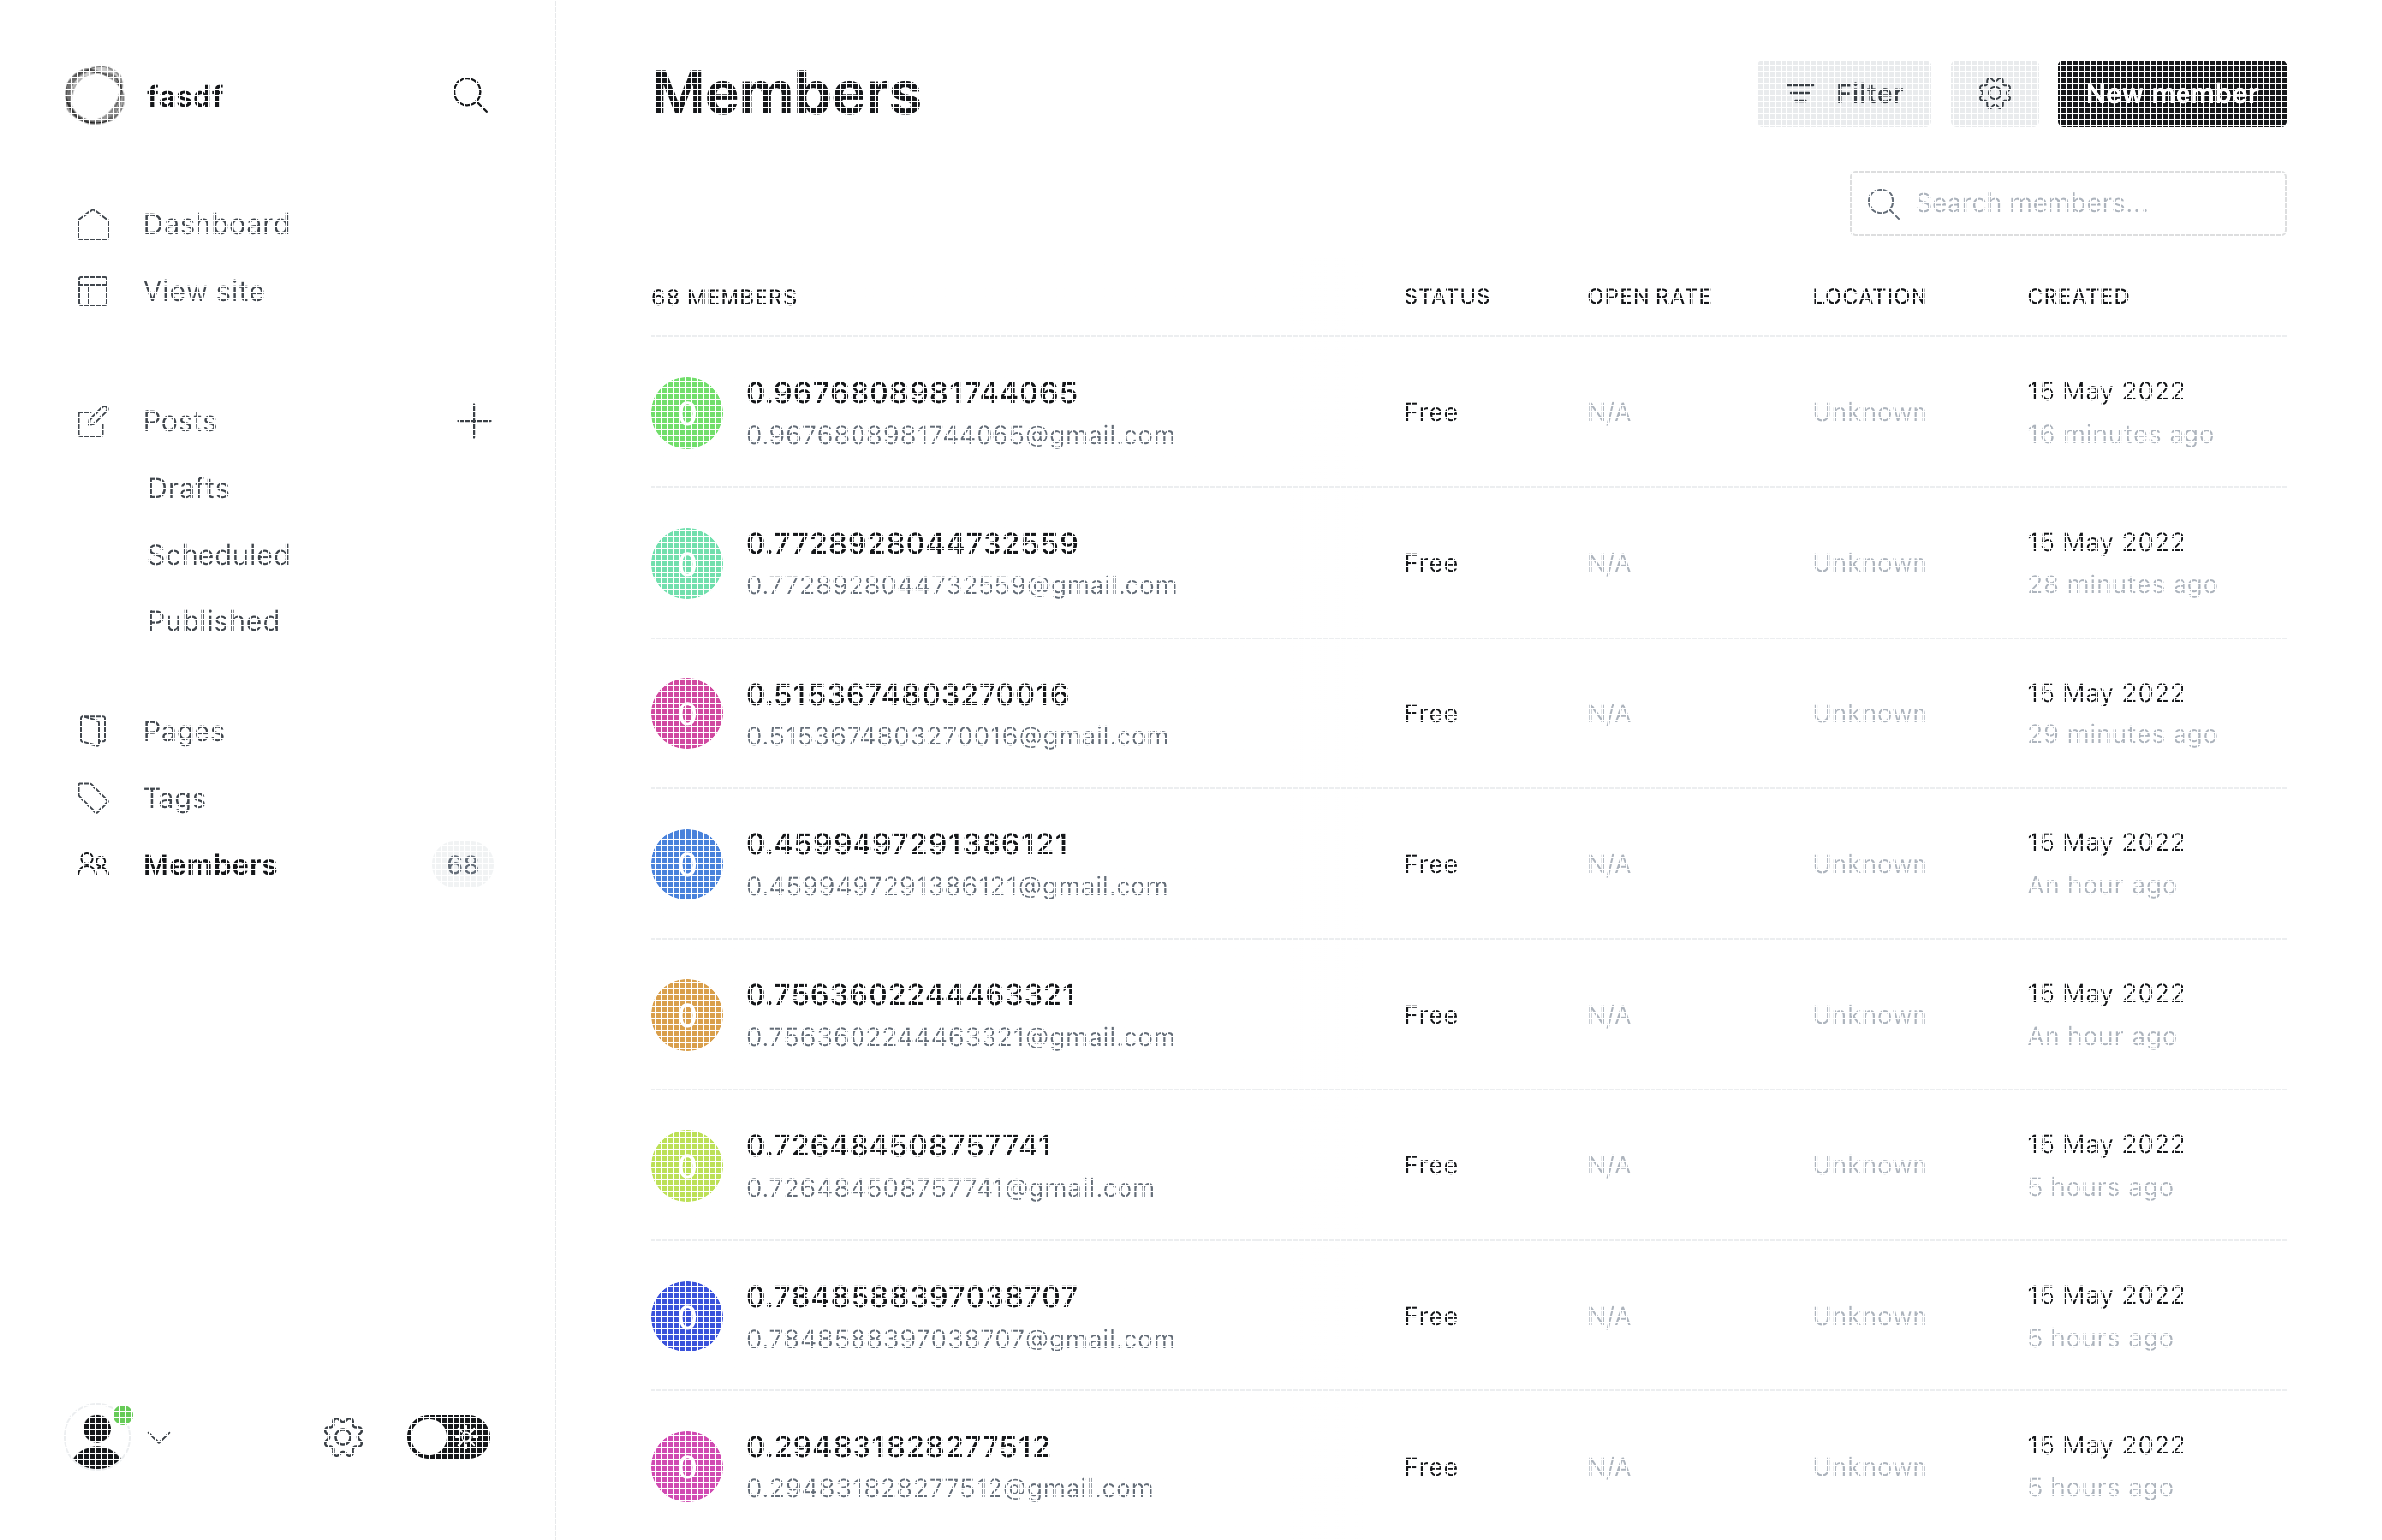 fasdf
Dashboard
View site
Posts
Drafts
Scheduled
Published
Pages
Tags
Members 68
Members
Filter
New member
Search members...
68 MEMBERS STATUS OPEN RATE LOCATION CREATED
0 0.9676808981744065 Free N/A Unknown 15 May 2022
0.9676808981744065@gmail.com 16 minutes ago
0 0.7728928044732559 Free N/A Unknown 15 May 2022
0.7728928044732559@gmail.com 28 minutes ago
0 0.5153674803270016 Free N/A Unknown 15 May 2022
0.5153674803270016@gmail.com 29 minutes ago
0 0.4599497291386121 Free N/A Unknown 15 May 2022
0.4599497291386121@gmail.com An hour ago
0 0.7563602244463321 Free N/A Unknown 15 May 2022
0.7563602244463321@gmail.com An hour ago
0 0.726484508757741 Free N/A Unknown 15 May 2022
0.726484508757741@gmail.com 5 hours ago
0 0.7848588397038707 Free N/A Unknown 15 May 2022
0.7848588397038707@gmail.com 5 hours ago
0 0.294831828277512 Free N/A Unknown 15 May 2022
0.294831828277512@gmail.com 5 hours ago